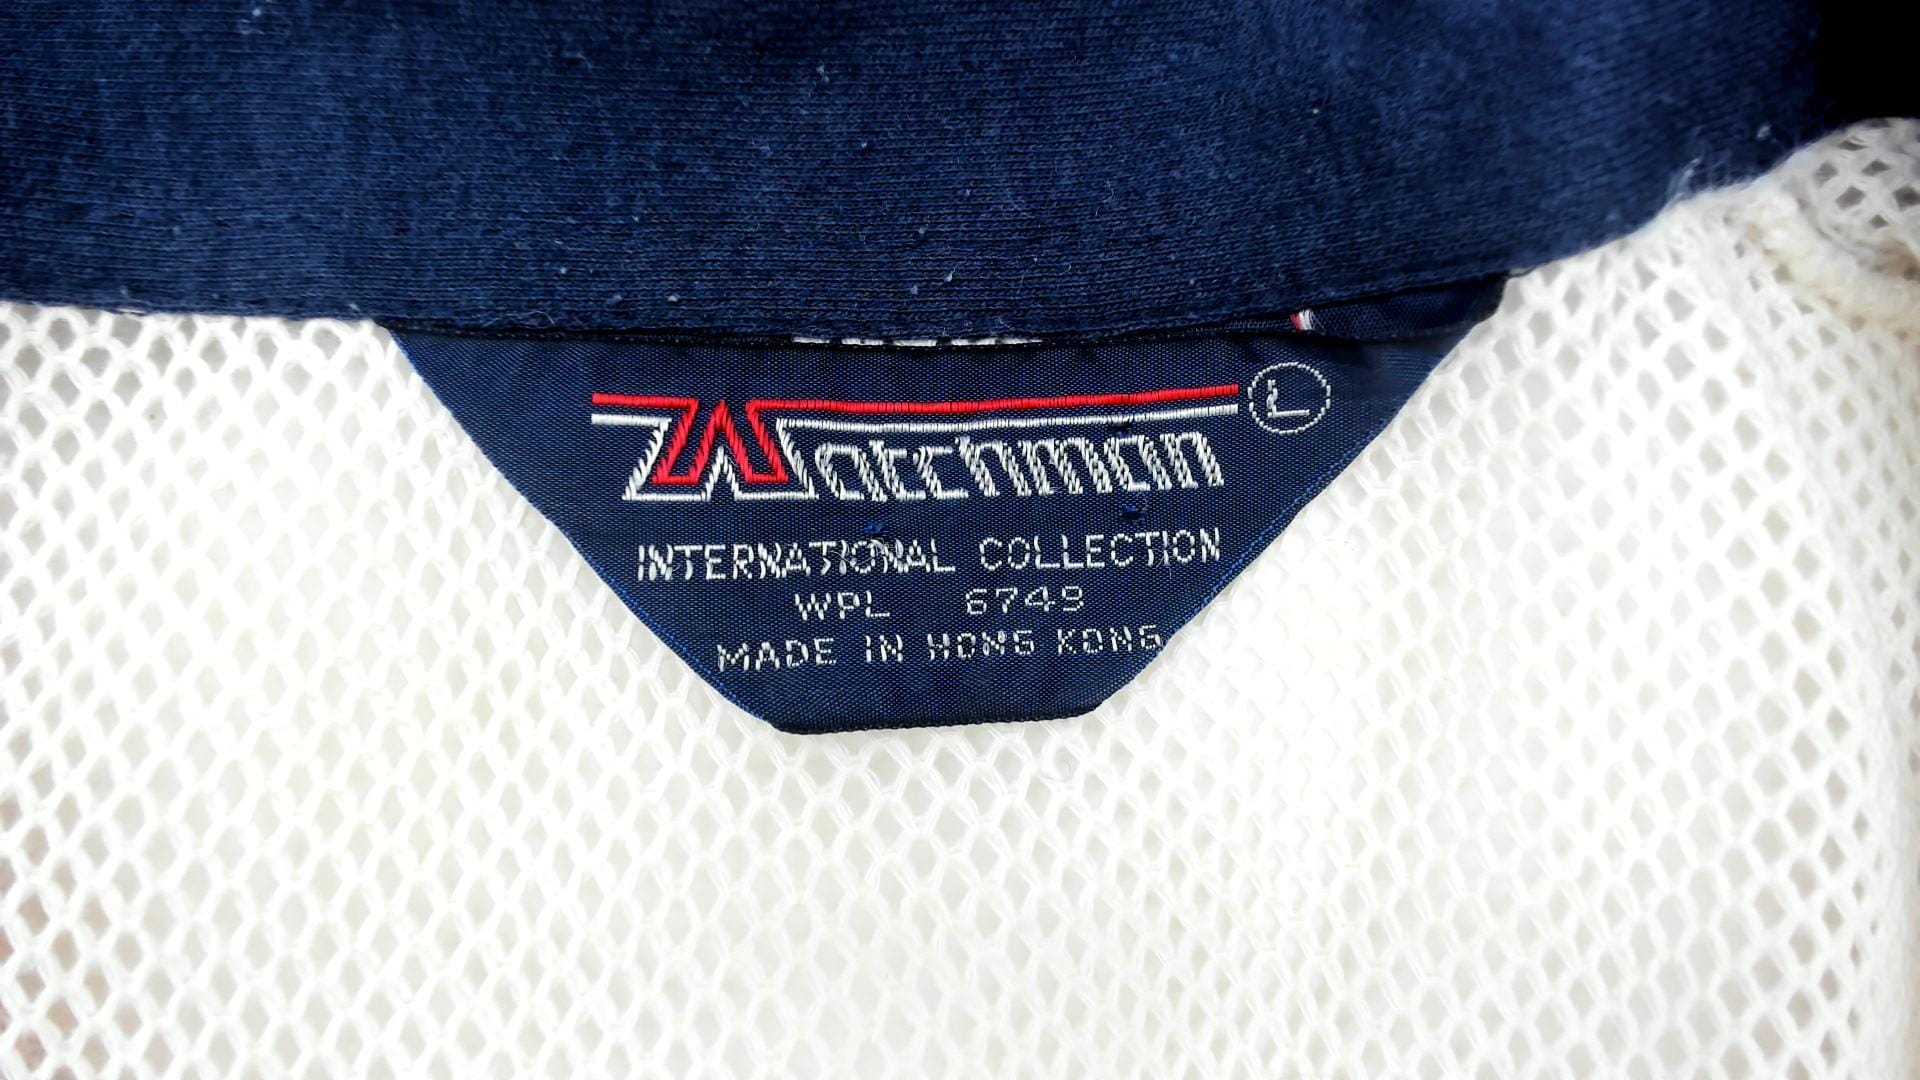 Watchman L
INTERNATIONAL COLLECTION
WPL 6749
MADE IN HONG KONG